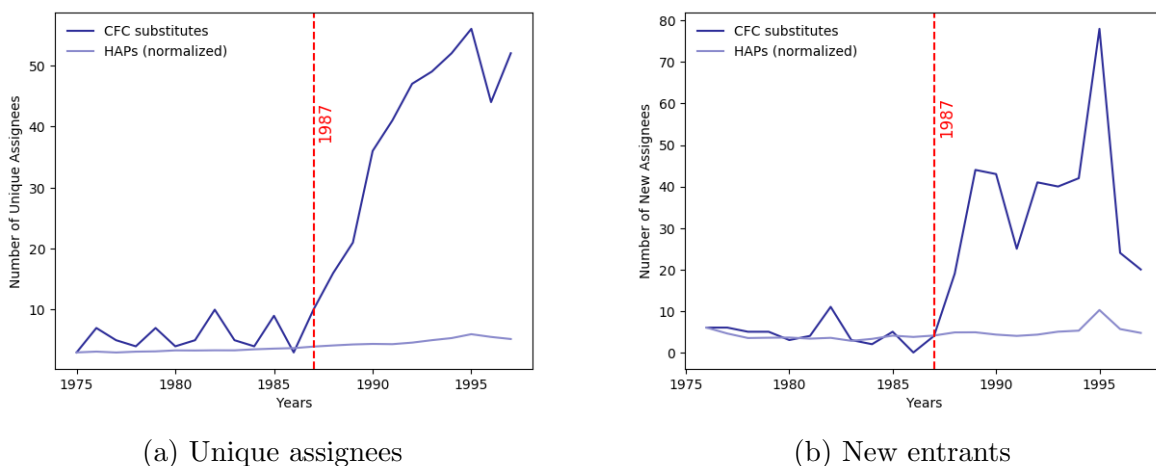 CFC substitutes
HAPs (normalized)
Number of Unique Assignees
50
40
30
20
10
1987
1975
1980
1985
1990
1995
Years
(a) Unique assignees
CFC substitutes
HAPs (normalized)
Number of New Assignees
80
70
60
50
40
30
20
10
0
1987
1975
1980
1985
1990
1995
Years
(b) New entrants